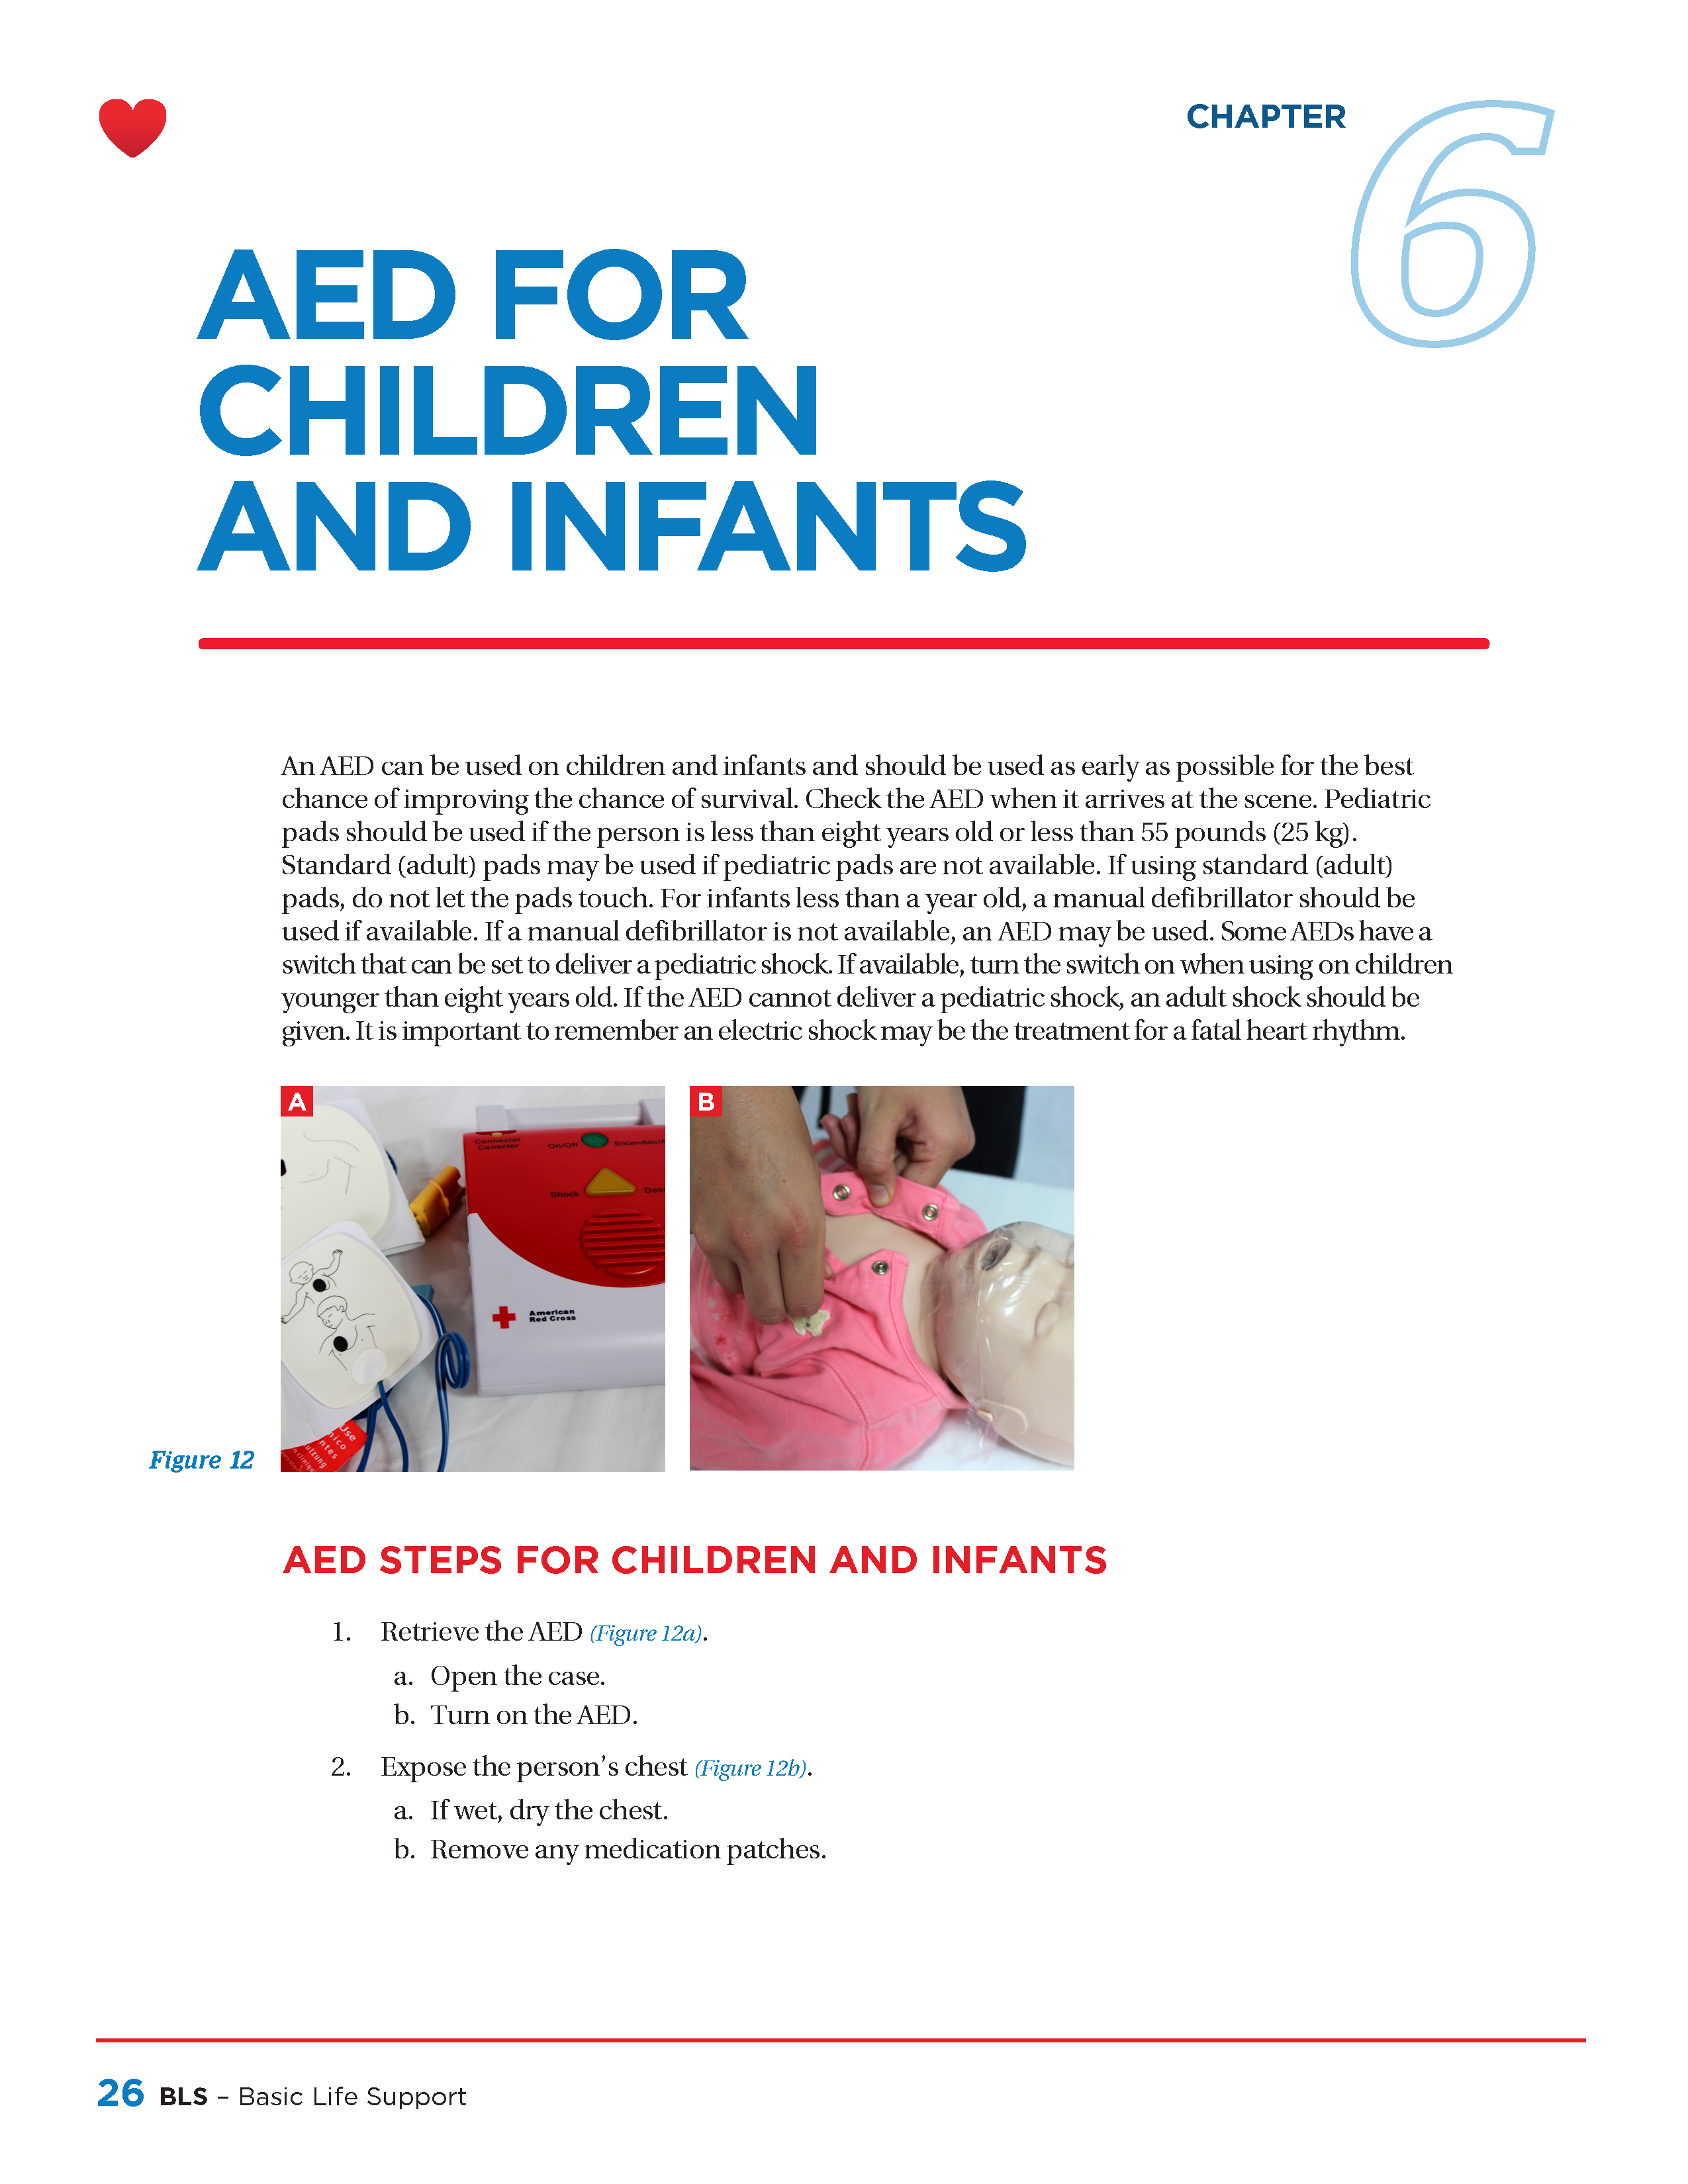 CHAPTER
6
AED FOR
CHILDREN
AND INFANTS
An AED can be used on children and infants and should be used as early as possible for the best
chance of improving the chance of survival. Check the AED when it arrives at the scene. Pediatric
pads should be used if the person is less than eight years old or less than 55 pounds (25 kg).
Standard (adult) pads may be used if pediatric pads are not available. If using standard (adult)
pads, do not let the pads touch. For infants less than a year old, a manual defibrillator should be
used if available. If a manual defibrillator is not available, an AED may be used. Some AEDs have a
switch that can be set to deliver a pediatric shock. If available, turn the switch on when using on children
younger than eight years old. If the AED cannot deliver a pediatric shock, an adult shock should be
given. It is important to remember an electric shock may be the treatment for a fatal heart rhythm.
A
Connector
Conector
On/Off
Encendido
Shock
American
Red Cross
Use
B
Figure 12
AED STEPS FOR CHILDREN AND INFANTS
1. Retrieve the AED (Figure 12a).
a. Open the case.
b. Turn on the AED.
2. Expose the person's chest (Figure 12b).
a. If wet, dry the chest.
b. Remove any medication patches.
26 BLS – Basic Life Support